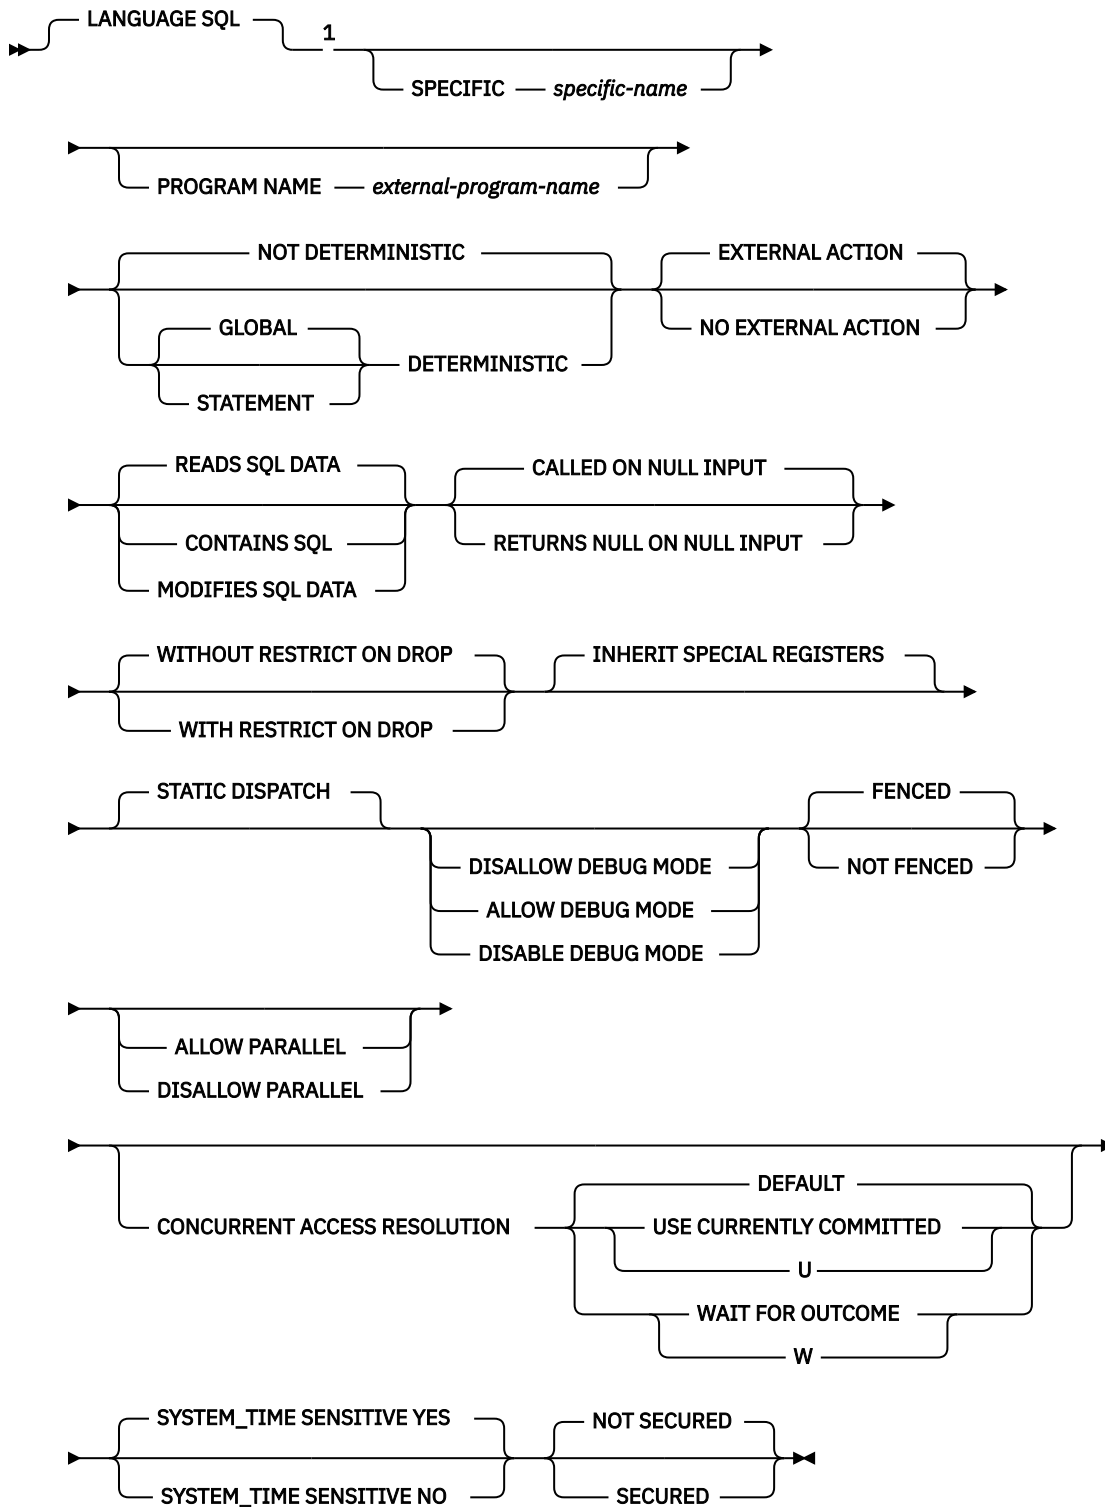 LANGUAGE SQL
1
SPECIFIC specific-name
PROGRAM NAME external-program-name
NOT DETERMINISTIC
EXTERNAL ACTION
GLOBAL
NO EXTERNAL ACTION
DETERMINISTIC
STATEMENT
READS SQL DATA
CALLED ON NULL INPUT
CONTAINS SQL
RETURNS NULL ON NULL INPUT
MODIFIES SQL DATA
WITHOUT RESTRICT ON DROP
INHERIT SPECIAL REGISTERS
WITH RESTRICT ON DROP
STATIC DISPATCH
FENCED
DISALLOW DEBUG MODE
NOT FENCED
ALLOW DEBUG MODE
DISABLE DEBUG MODE
ALLOW PARALLEL
DISALLOW PARALLEL
DEFAULT
CONCURRENT ACCESS RESOLUTION
USE CURRENTLY COMMITTED
U
WAIT FOR OUTCOME
W
SYSTEM_TIME SENSITIVE YES
NOT SECURED
SYSTEM_TIME SENSITIVE NO
SECURED